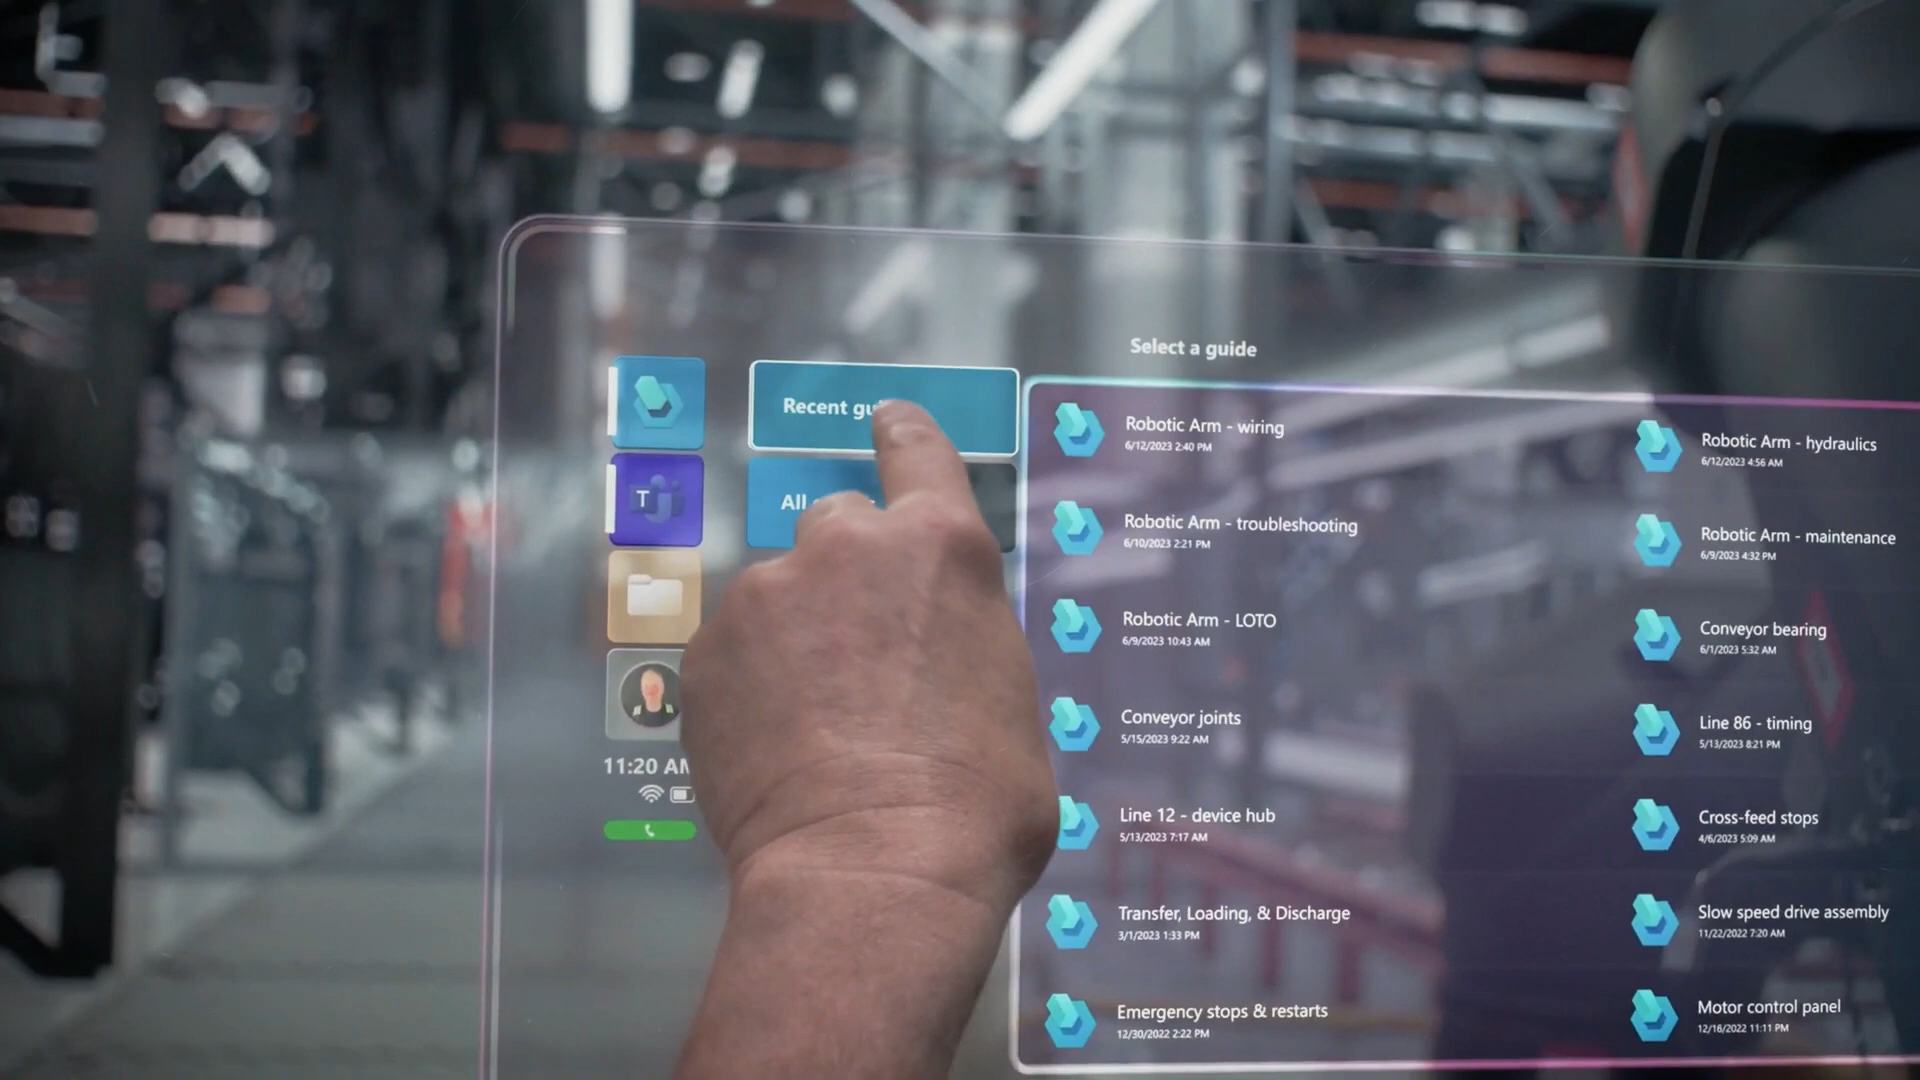 Select a guide
Recent
All
T
11:20 AM
Robotic Arm - wiring
6/12/2023 2:40 PM
Robotic Arm - troubleshooting
6/10/2023 2:21 PM
Robotic Arm - LOTO
6/9/2023 10:43 AM
Conveyor joints
5/15/2023 9:22 AM
Line 12 - device hub
5/13/2023 7:17 AM
Transfer, Loading, & Discharge
3/1/2023 1:33 PM
Emergency stops & restarts
12/30/2022 2:22 PM
Robotic Arm - hydraulics
6/12/2023 4:56 AM
Robotic Arm - maintenance
6/9/2023 4:32 PM
Conveyor bearing
6/1/2023 5:32 AM
Line 86 - timing
5/13/2023 8:21 PM
Cross-feed stops
4/6/2023 5:09 AM
Slow speed drive assembly
11/22/2022 7:20 AM
Motor control panel
12/16/2022 11:11 PM